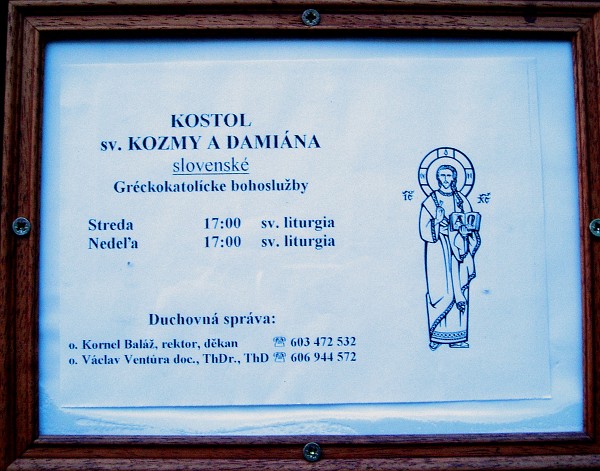 KOSTOL
sv. KOZMY A DAMIÁNA
slovenské
Gréckokatolícke bohoslužby
Streda 17:00 sv. liturgia
Nedeľa 17:00 sv. liturgia
Duchovná správa:
o. Kornel Baláž, rektor, děkan ☏ 603 472 532
o. Václav Ventúra doc., ThDr., ThD ☏ 606 944 572
Α Ω